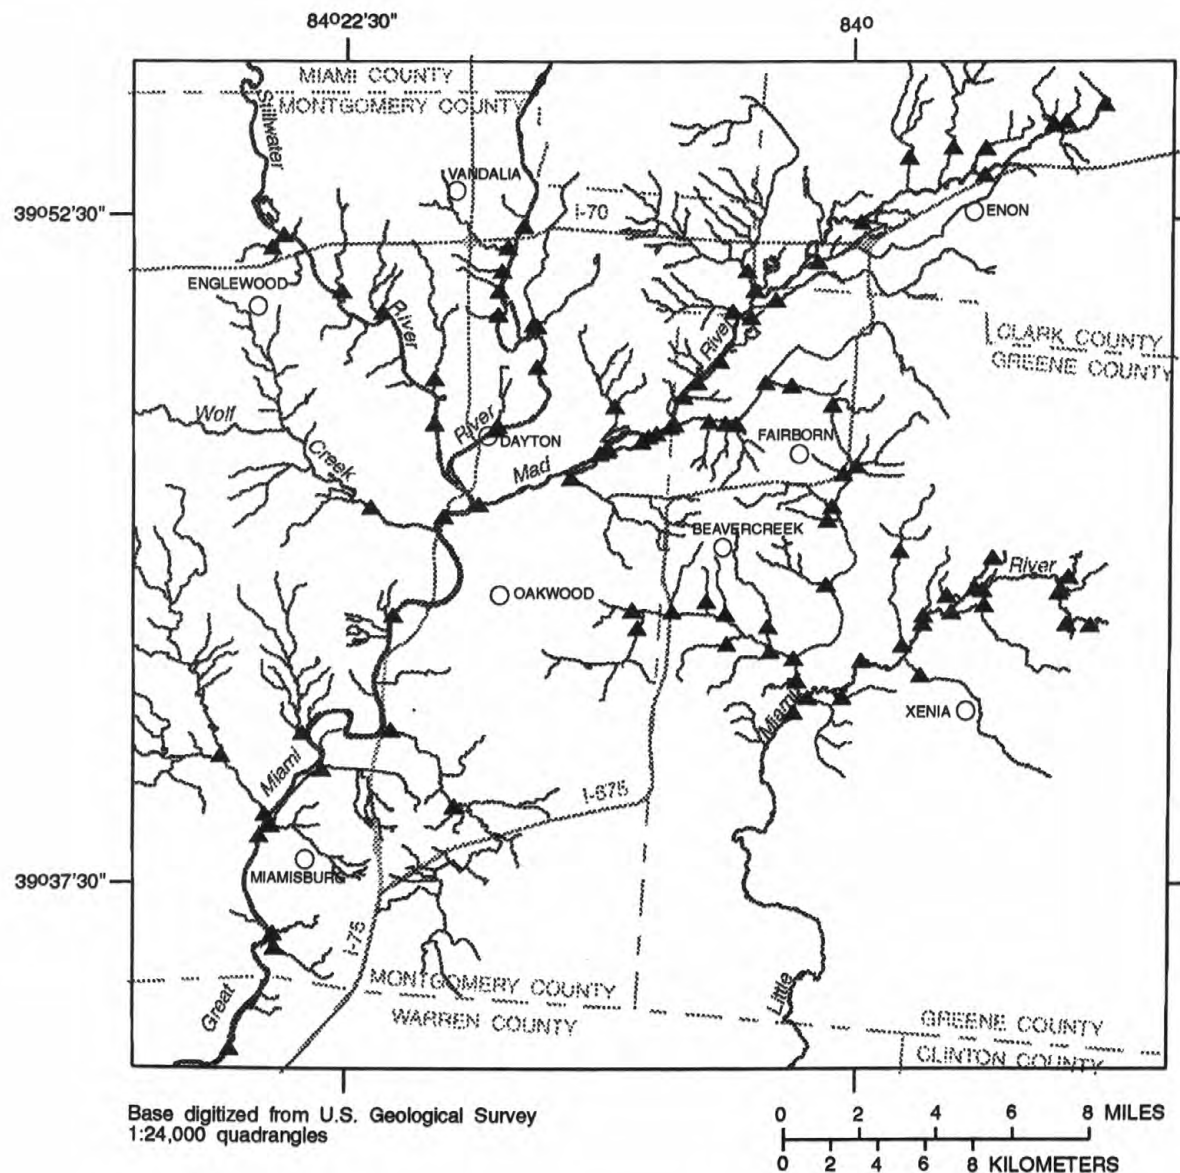 84°22'30"
84°
MIAMI COUNTY
MONTGOMERY COUNTY
Stillwater
VANDALIA
39°52'30"
I-70
ENON
ENGLEWOOD
River
River
CLARK COUNTY
GREENE COUNTY
Wolf
River
DAYTON
FAIRBORN
Creek
Mad
BEAVERCREEK
River
OAKWOOD
XENIA
Miami
Miami
I-675
39°37'30"
MIAMISBURG
I-75
MONTGOMERY COUNTY
Little
Great
WARREN COUNTY
GREENE COUNTY
CLINTON COUNTY
Base digitized from U.S. Geological Survey
1:24,000 quadrangles
0 2 4 6 8 MILES
0 2 4 6 8 KILOMETERS